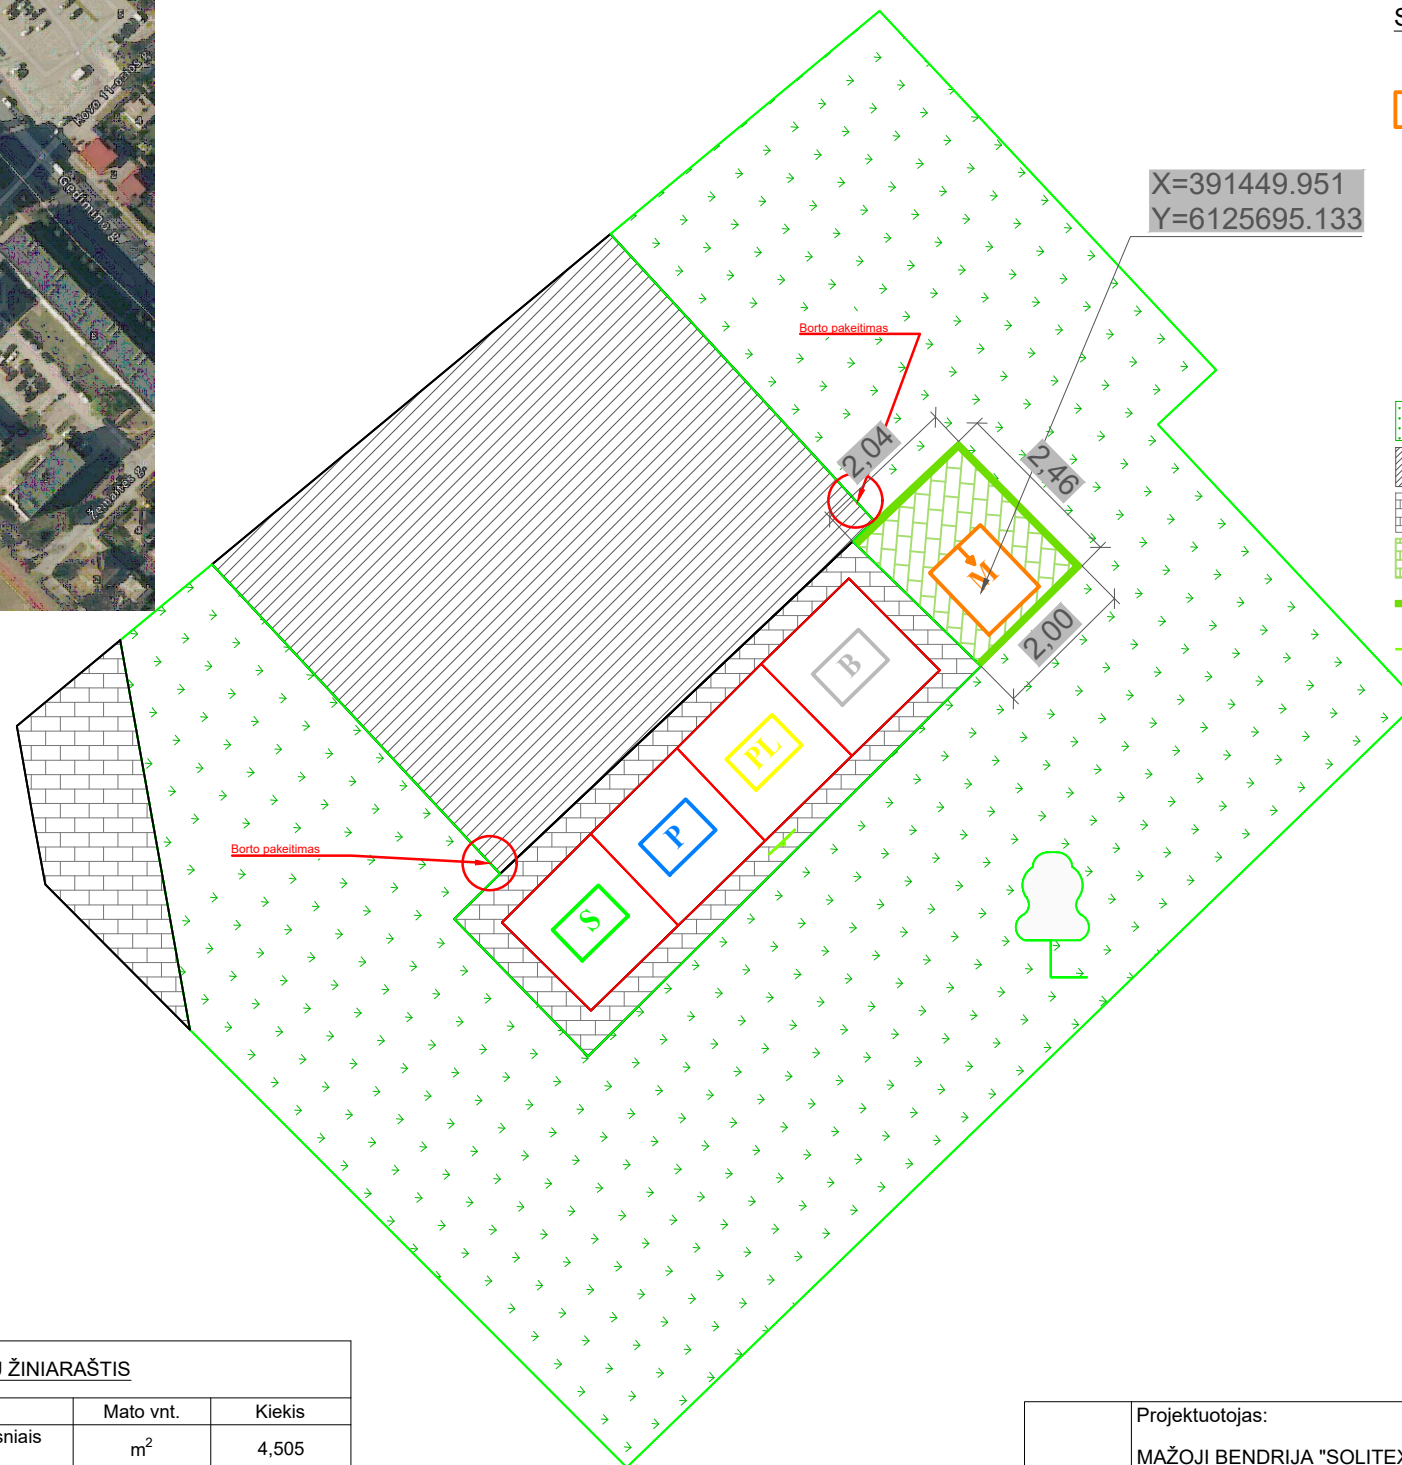 Kovo 11-osios g.
Gedimino g.
Žemaitės g.
S
X=391449.951
Y=6125695.133
Borto pakeitimas
2,04
2,46
M
2,00
B
PL
P
S
Borto pakeitimas
Ų ŽINIARAŠTIS
Mato vnt.
Kiekis
sniais
m²
4,505
Projektuotojas:
MAŽOJI BENDRIJA "SOLITEX